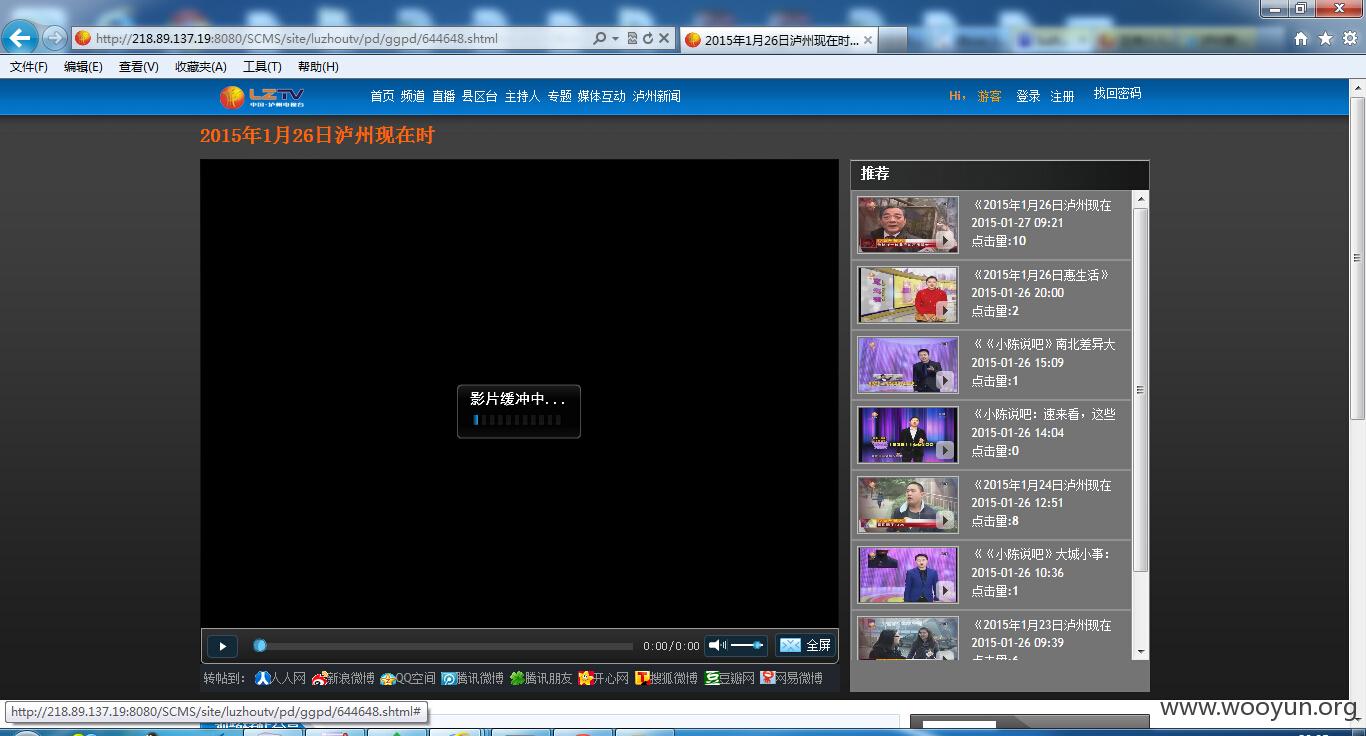 http://218.89.137.19:8080/SCMS/site/luzhoutv/pd/ggpd/644648.shtml
2015年1月26日泸州现在时...
文件(F) 编辑(E) 查看(V) 收藏夹(A) 工具(T) 帮助(H)
LZTV
中国·泸州电视台
首页 频道 直播 县区台 主持人 专题 媒体互动 泸州新闻
Hi， 游客 登录 注册 找回密码
2015年1月26日泸州现在时
推荐
《2015年1月26日泸州现在
2015-01-27 09:21
点击量:10
《2015年1月26日惠生活》
2015-01-26 20:00
点击量:2
《《小陈说吧》南北差异大
2015-01-26 15:09
点击量:1
《小陈说吧：速来看，这些
2015-01-26 14:04
点击量:0
《2015年1月24日泸州现在
2015-01-26 12:51
点击量:8
《《小陈说吧》大城小事：
2015-01-26 10:36
点击量:1
《2015年1月23日泸州现在
2015-01-26 09:39
点击量:6
影片缓冲中...
0:00/0:00 全屏
转帖到： 人人网 新浪微博 QQ空间 腾讯微博 腾讯朋友 开心网 搜狐微博 豆瓣网 网易微博
http://218.89.137.19:8080/SCMS/site/luzhoutv/pd/ggpd/644648.shtml#
www.wooyun.org